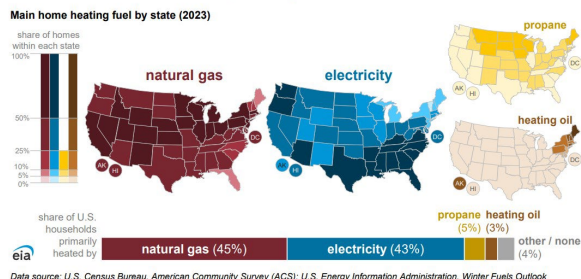 Main home heating fuel by state (2023)
share of homes
within each state
100%
50%
25%
10%
5%
0%
natural gas
AK
HI
DC
electricity
AK
HI
DC
propane
AK
HI
DC
heating oil
AK
HI
DC
share of U.S.
households
primarily
heated by
natural gas (45%)
electricity (43%)
propane
(5%)
heating oil
(3%)
other / none
(4%)
eia
Data source: U.S. Census Bureau, American Community Survey (ACS); U.S. Energy Information Administration, Winter Fuels Outlook